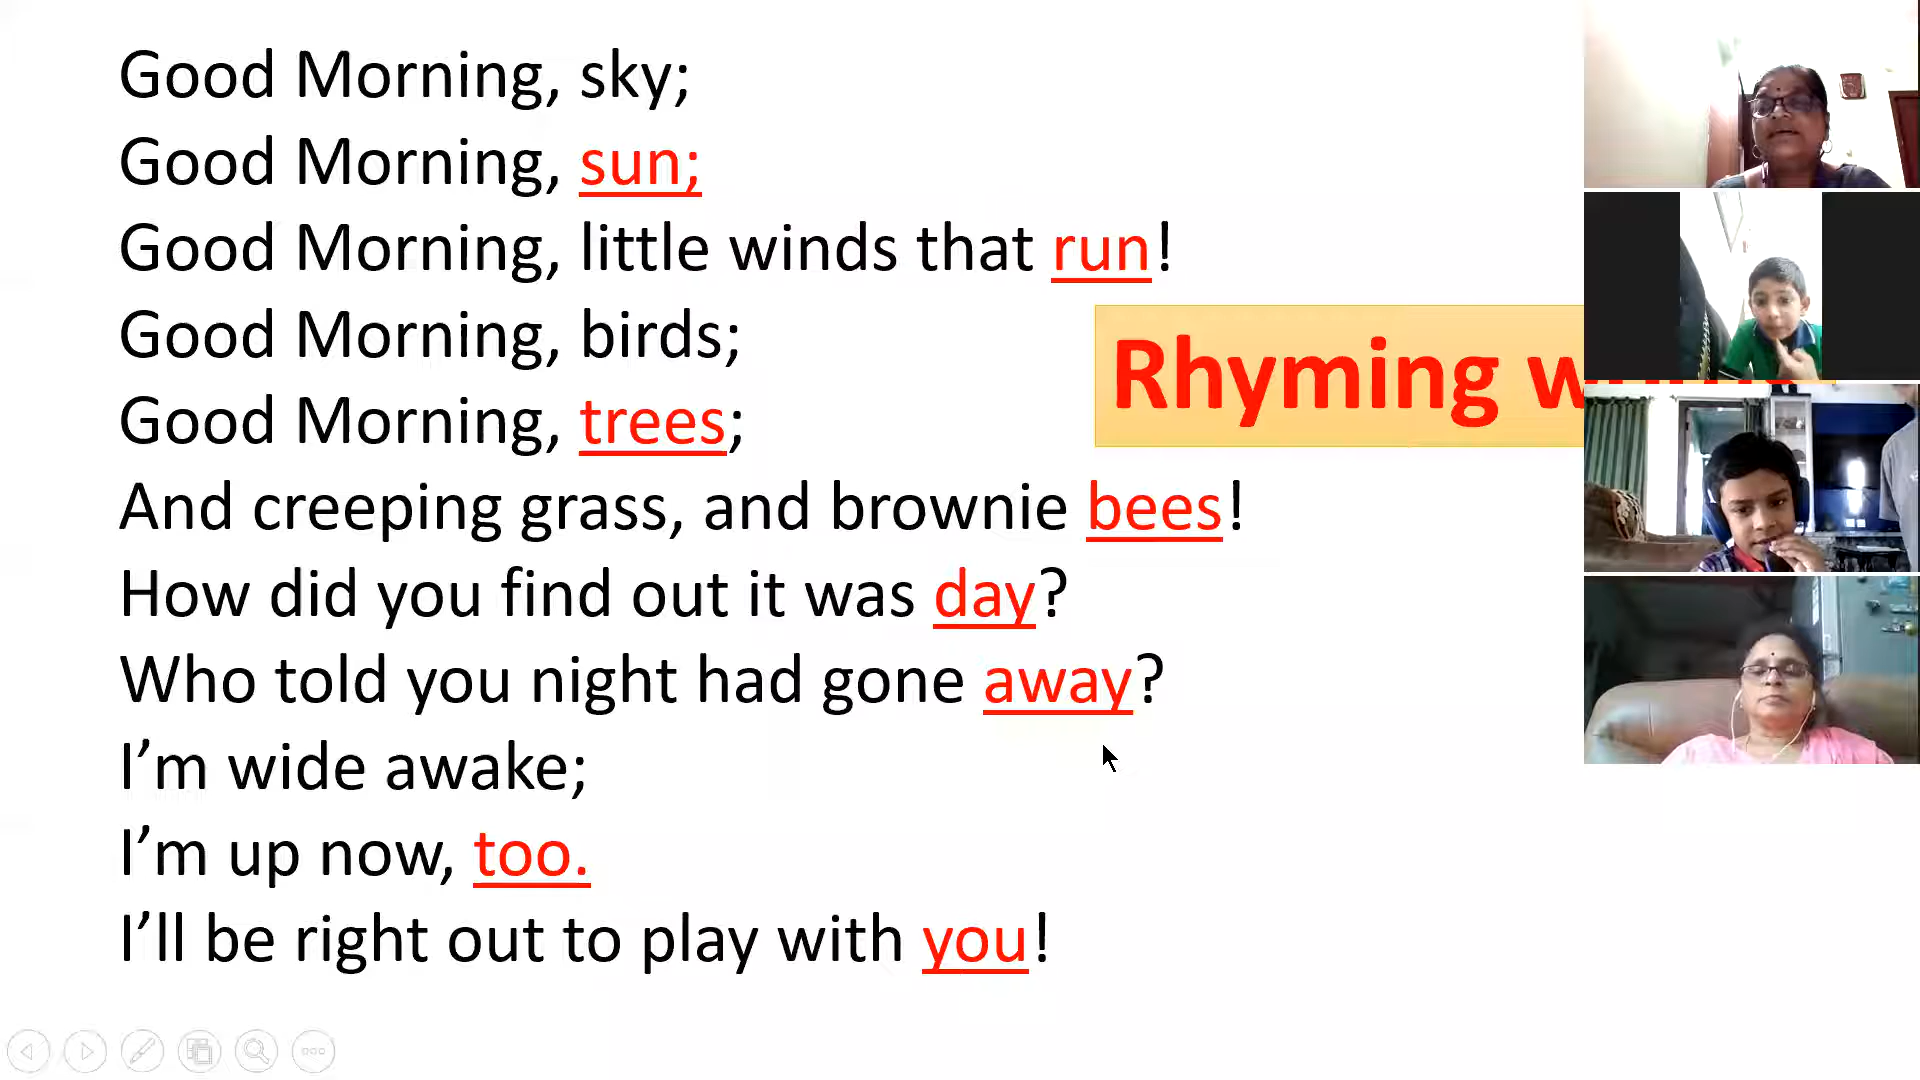 Good Morning, sky;
Good Morning, sun;
Good Morning, little winds that run!
Good Morning, birds;
Good Morning, trees;
Rhyming
And creeping grass, and brownie bees!
How did you find out it was day?
Who told you night had gone away?
I’m wide awake;
I’m up now, too.
I’ll be right out to play with you!